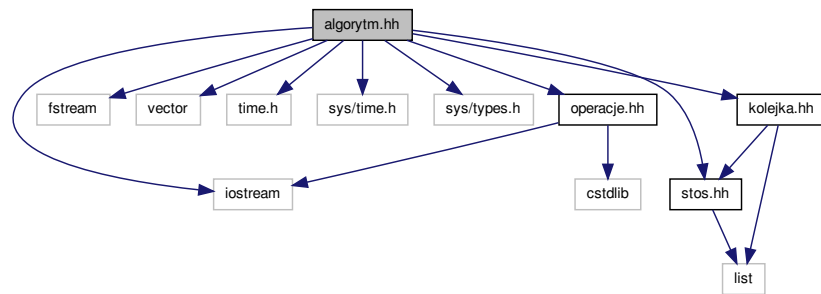 algorytm.hh
fstream
vector
time.h
sys/time.h
sys/types.h
operacje.hh
kolejka.hh
iostream
cstdlib
stos.hh
list